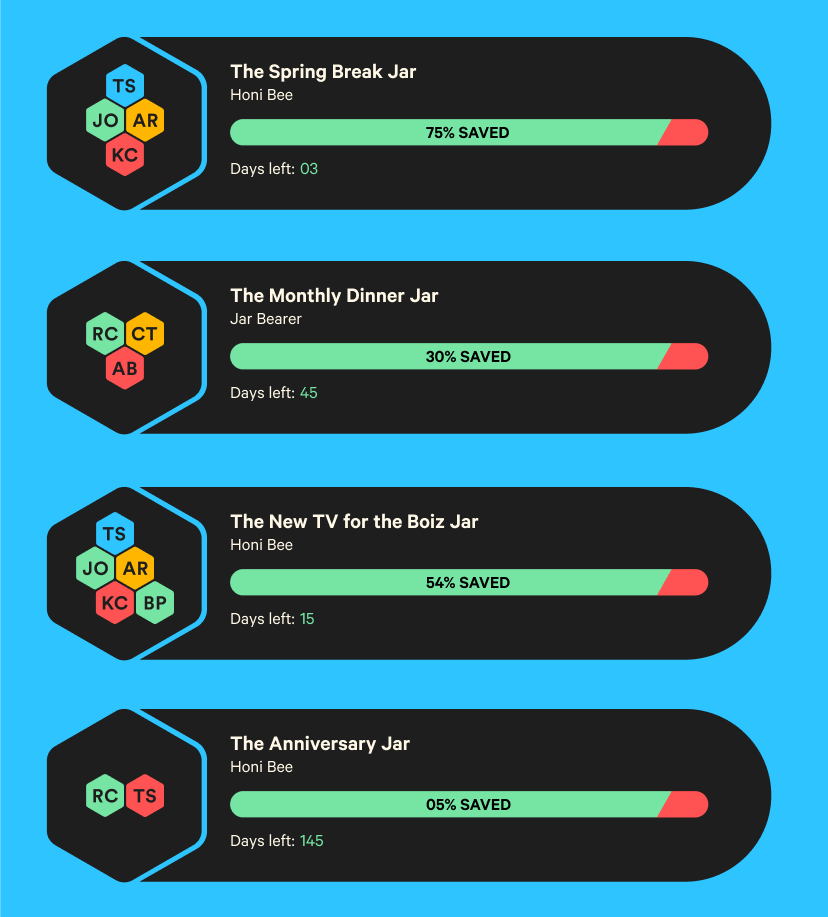 TS
JO AR
KC
The Spring Break Jar
Honi Bee
75% SAVED
Days left: 03
RC CT
AB
The Monthly Dinner Jar
Jar Bearer
30% SAVED
Days left: 45
TS
JO AR
KC BP
The New TV for the Boiz Jar
Honi Bee
54% SAVED
Days left: 15
RC TS
The Anniversary Jar
Honi Bee
05% SAVED
Days left: 145